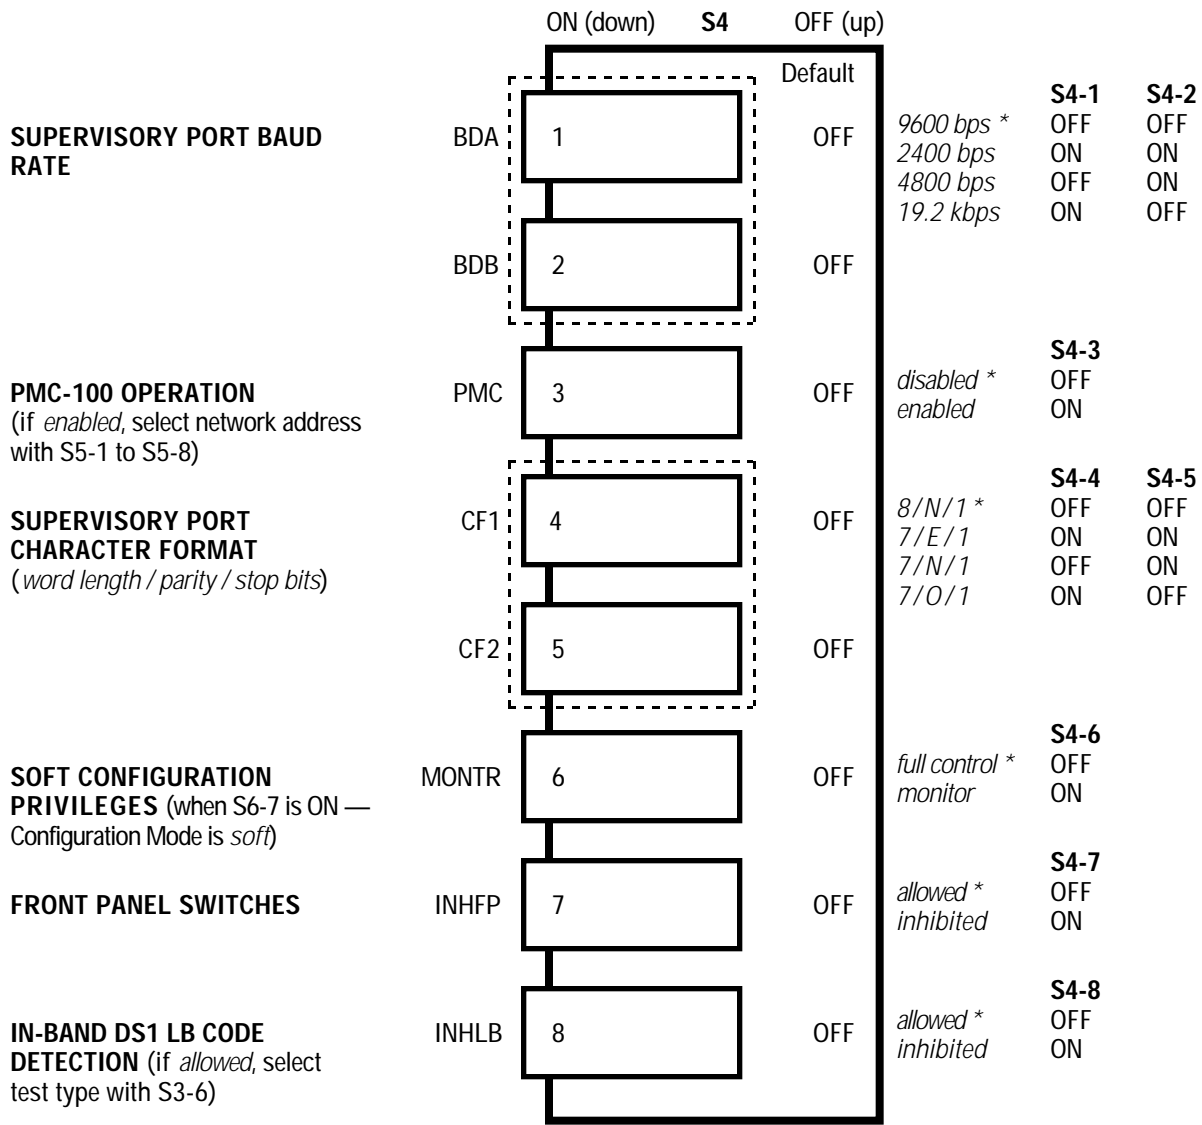 ON (down) S4 OFF (up)
Default
S4-1 S4-2
SUPERVISORY PORT BAUD
RATE
BDA 1 OFF
9600 bps * OFF OFF
2400 bps ON ON
4800 bps OFF ON
19.2 kbps ON OFF
BDB 2 OFF
S4-3
PMC-100 OPERATION
(if enabled, select network address
with S5-1 to S5-8)
PMC 3 OFF
disabled * OFF
enabled ON
S4-4 S4-5
SUPERVISORY PORT
CHARACTER FORMAT
(word length / parity / stop bits)
CF1 4 OFF
8/N/1 * OFF OFF
7/E/1 ON ON
7/N/1 OFF ON
7/O/1 ON OFF
CF2 5 OFF
S4-6
SOFT CONFIGURATION
PRIVILEGES (when S6-7 is ON —
Configuration Mode is soft)
MONTR 6 OFF
full control * OFF
monitor ON
S4-7
FRONT PANEL SWITCHES INHFP 7 OFF
allowed * OFF
inhibited ON
S4-8
IN-BAND DS1 LB CODE
DETECTION (if allowed, select
test type with S3-6)
INHLB 8 OFF
allowed * OFF
inhibited ON